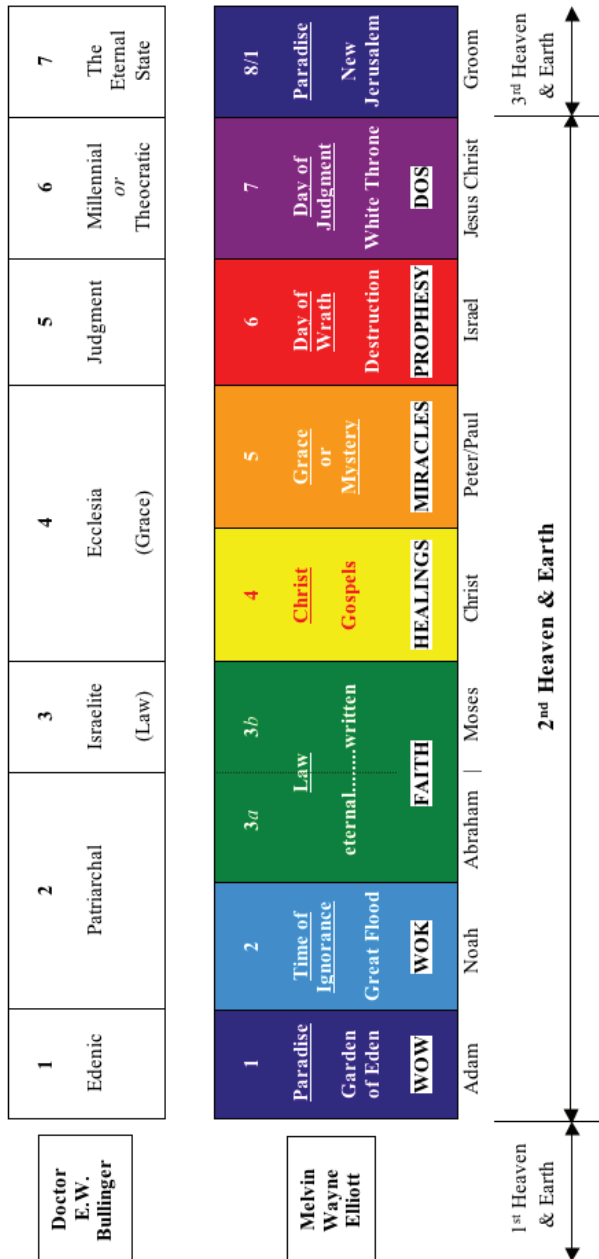 Doctor
E.W.
Bullinger
1
Edenic
2
Patriarchal
3
Israelite
(Law)
4
Ecclesia
(Grace)
5
Judgment
6
Millennial
or
Theocratic
7
The
Eternal
State
Melvin
Wayne
Elliott
1
Paradise
Garden
of Eden
WOW
Adam
2
Time of
Ignorance
Great Flood
WOK
Noah
3a 3b
Law
eternal........written
FAITH
Abraham | Moses
4
Christ
Gospels
HEALINGS
Christ
5
Grace
or
Mystery
MIRACLES
Peter/Paul
6
Day of
Wrath
Destruction
PROPHESY
Israel
7
Day of
Judgment
White Throne
DOS
Jesus Christ
8/1
Paradise
New
Jerusalem
Groom
1st Heaven
& Earth
2nd Heaven & Earth
3rd Heaven
& Earth